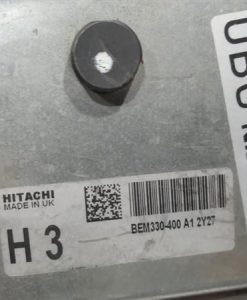 HITACHI
MADE IN UK
H 3
BEM330-400 A1 2Y27